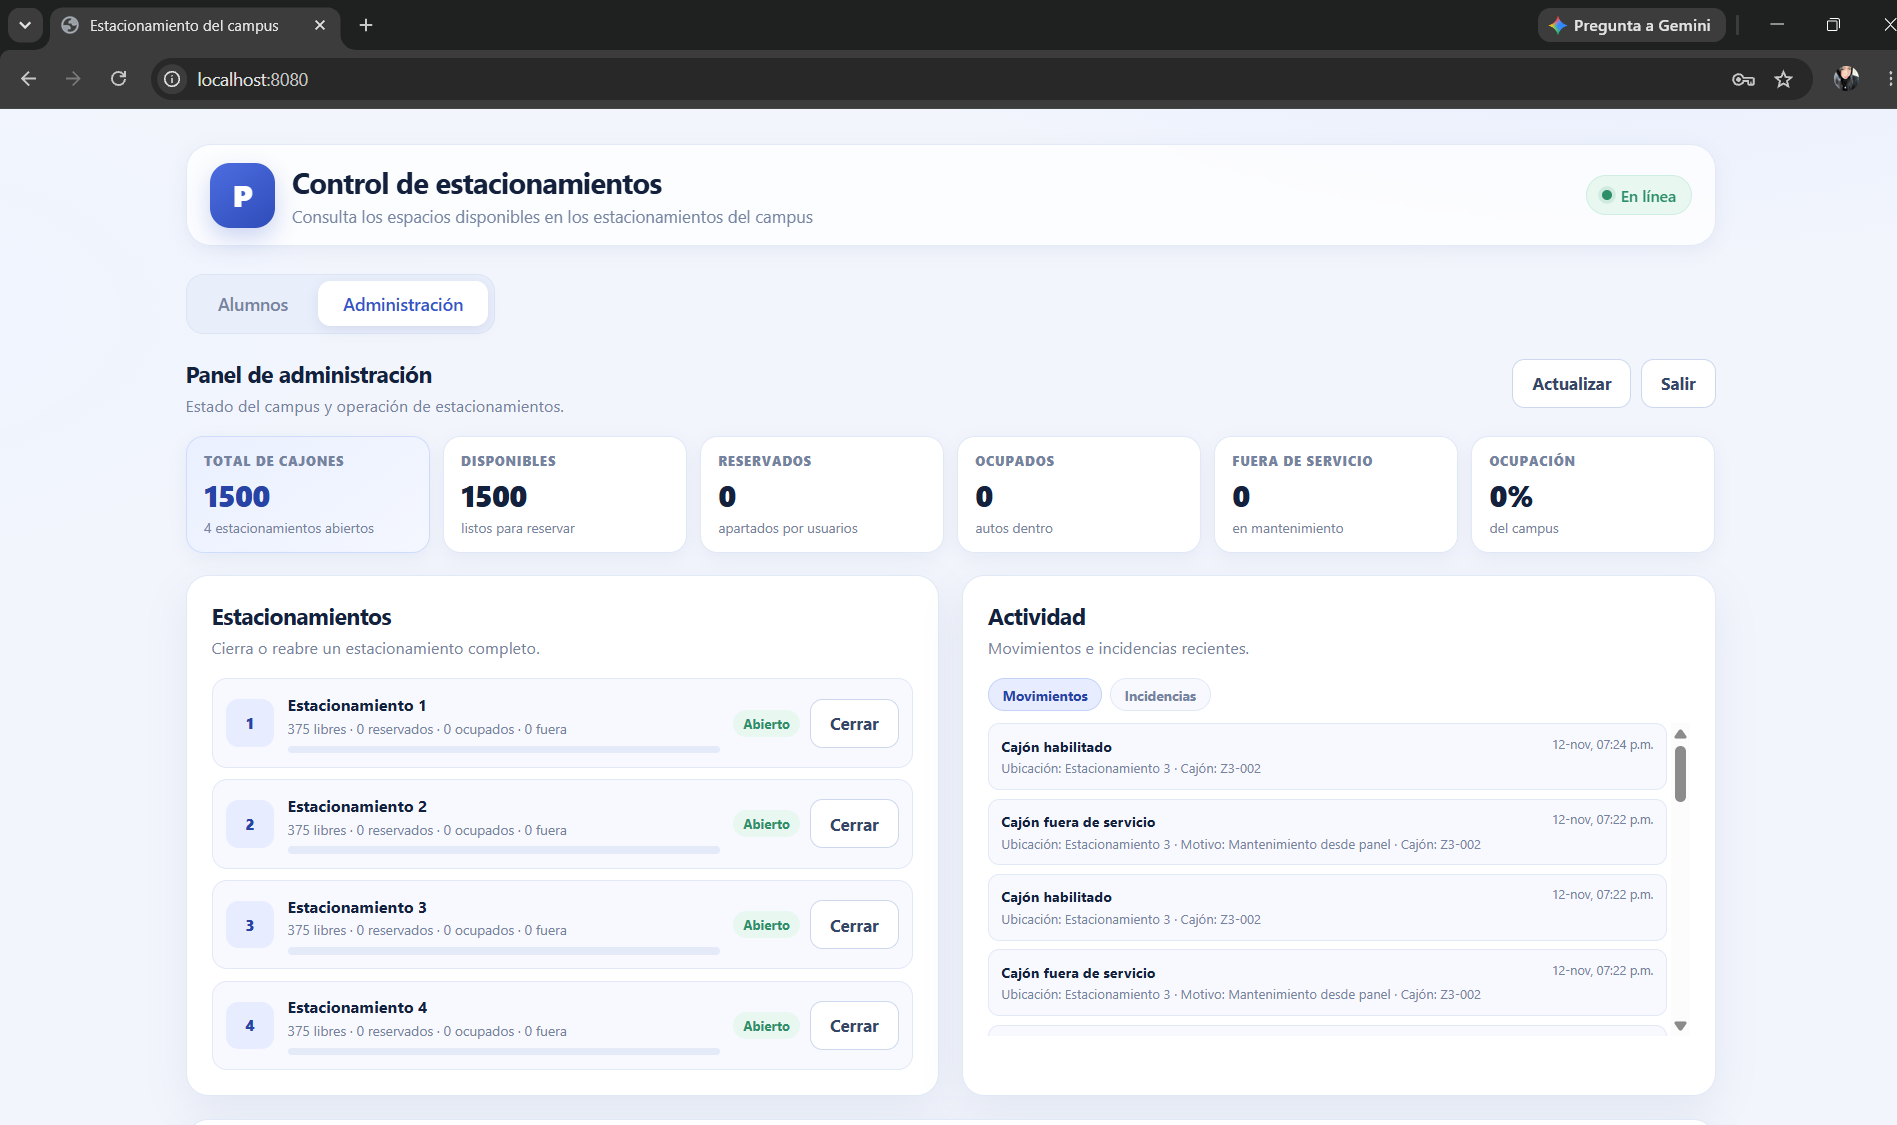 Estacionamiento del campus
Pregunta a Gemini
localhost:8080
P
Control de estacionamientos
Consulta los espacios disponibles en los estacionamientos del campus
En línea
Alumnos
Administración
Panel de administración
Estado del campus y operación de estacionamientos.
Actualizar
Salir
TOTAL DE CAJONES
1500
4 estacionamientos abiertos
DISPONIBLES
1500
listos para reservar
RESERVADOS
0
apartados por usuarios
OCUPADOS
0
autos dentro
FUERA DE SERVICIO
0
en mantenimiento
OCUPACIÓN
0%
del campus
Estacionamientos
Cierra o reabre un estacionamiento completo.
1
Estacionamiento 1
375 libres · 0 reservados · 0 ocupados · 0 fuera
Abierto
Cerrar
2
Estacionamiento 2
375 libres · 0 reservados · 0 ocupados · 0 fuera
Abierto
Cerrar
3
Estacionamiento 3
375 libres · 0 reservados · 0 ocupados · 0 fuera
Abierto
Cerrar
4
Estacionamiento 4
375 libres · 0 reservados · 0 ocupados · 0 fuera
Abierto
Cerrar
Actividad
Movimientos e incidencias recientes.
Movimientos
Incidencias
Cajón habilitado
12-nov, 07:24 p.m.
Ubicación: Estacionamiento 3 · Cajón: Z3-002
Cajón fuera de servicio
12-nov, 07:22 p.m.
Ubicación: Estacionamiento 3 · Motivo: Mantenimiento desde panel · Cajón: Z3-002
Cajón habilitado
12-nov, 07:22 p.m.
Ubicación: Estacionamiento 3 · Cajón: Z3-002
Cajón fuera de servicio
12-nov, 07:22 p.m.
Ubicación: Estacionamiento 3 · Motivo: Mantenimiento desde panel · Cajón: Z3-002